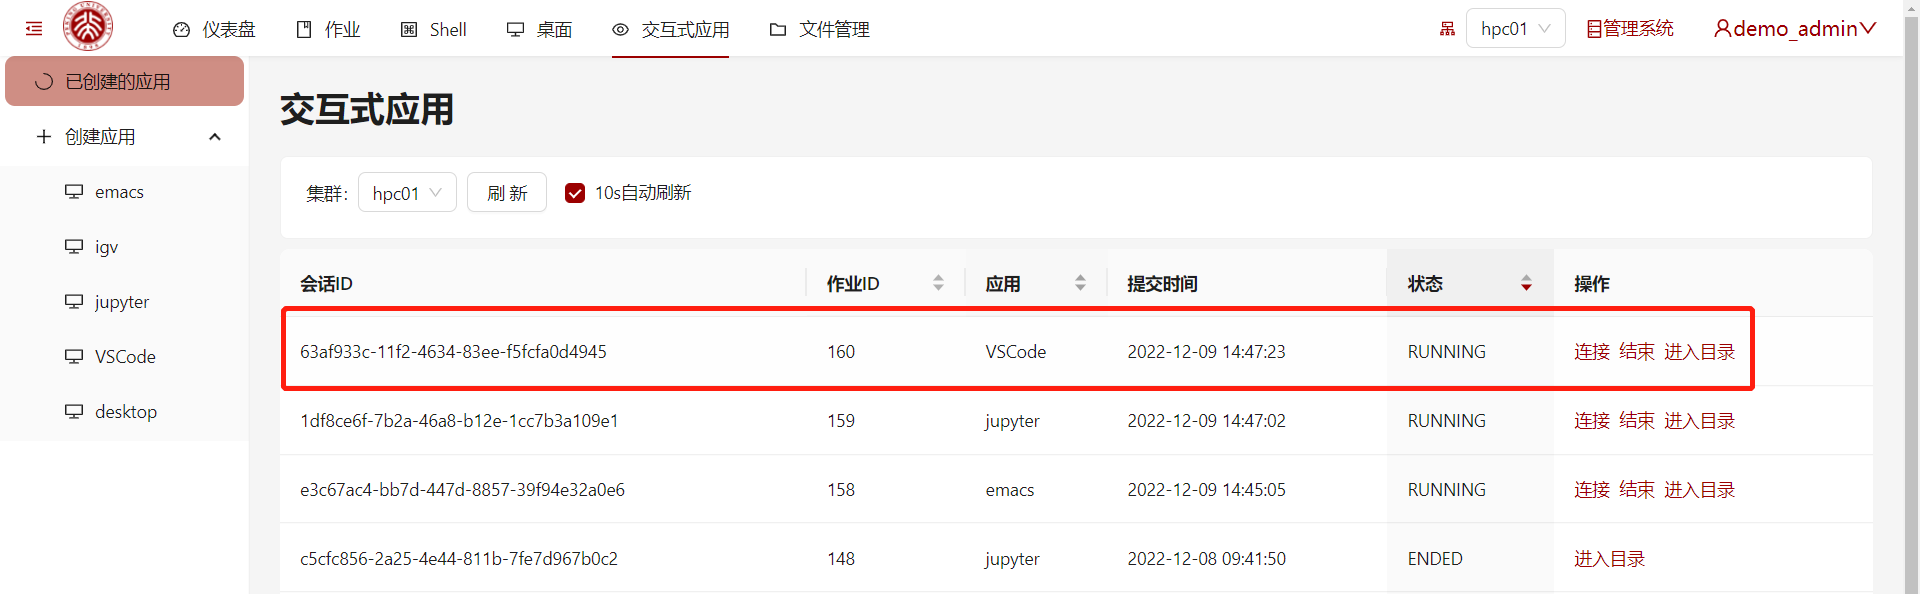 仪表盘 作业 Shell 桌面 交互式应用 文件管理 hpc01 管理系统 demo_admin
已创建的应用
创建应用
emacs
igv
jupyter
VSCode
desktop
交互式应用
集群: hpc01 刷 新 10s自动刷新
会话ID 作业ID 应用 提交时间 状态 操作
63af933c-11f2-4634-83ee-f5fcfa0d4945 160 VSCode 2022-12-09 14:47:23 RUNNING 连接 结束 进入目录
1df8ce6f-7b2a-46a8-b12e-1cc7b3a109e1 159 jupyter 2022-12-09 14:47:02 RUNNING 连接 结束 进入目录
e3c67ac4-bb7d-447d-8857-39f94e32a0e6 158 emacs 2022-12-09 14:45:05 RUNNING 连接 结束 进入目录
c5cfc856-2a25-4e44-811b-7fe7d967b0c2 148 jupyter 2022-12-08 09:41:50 ENDED 进入目录